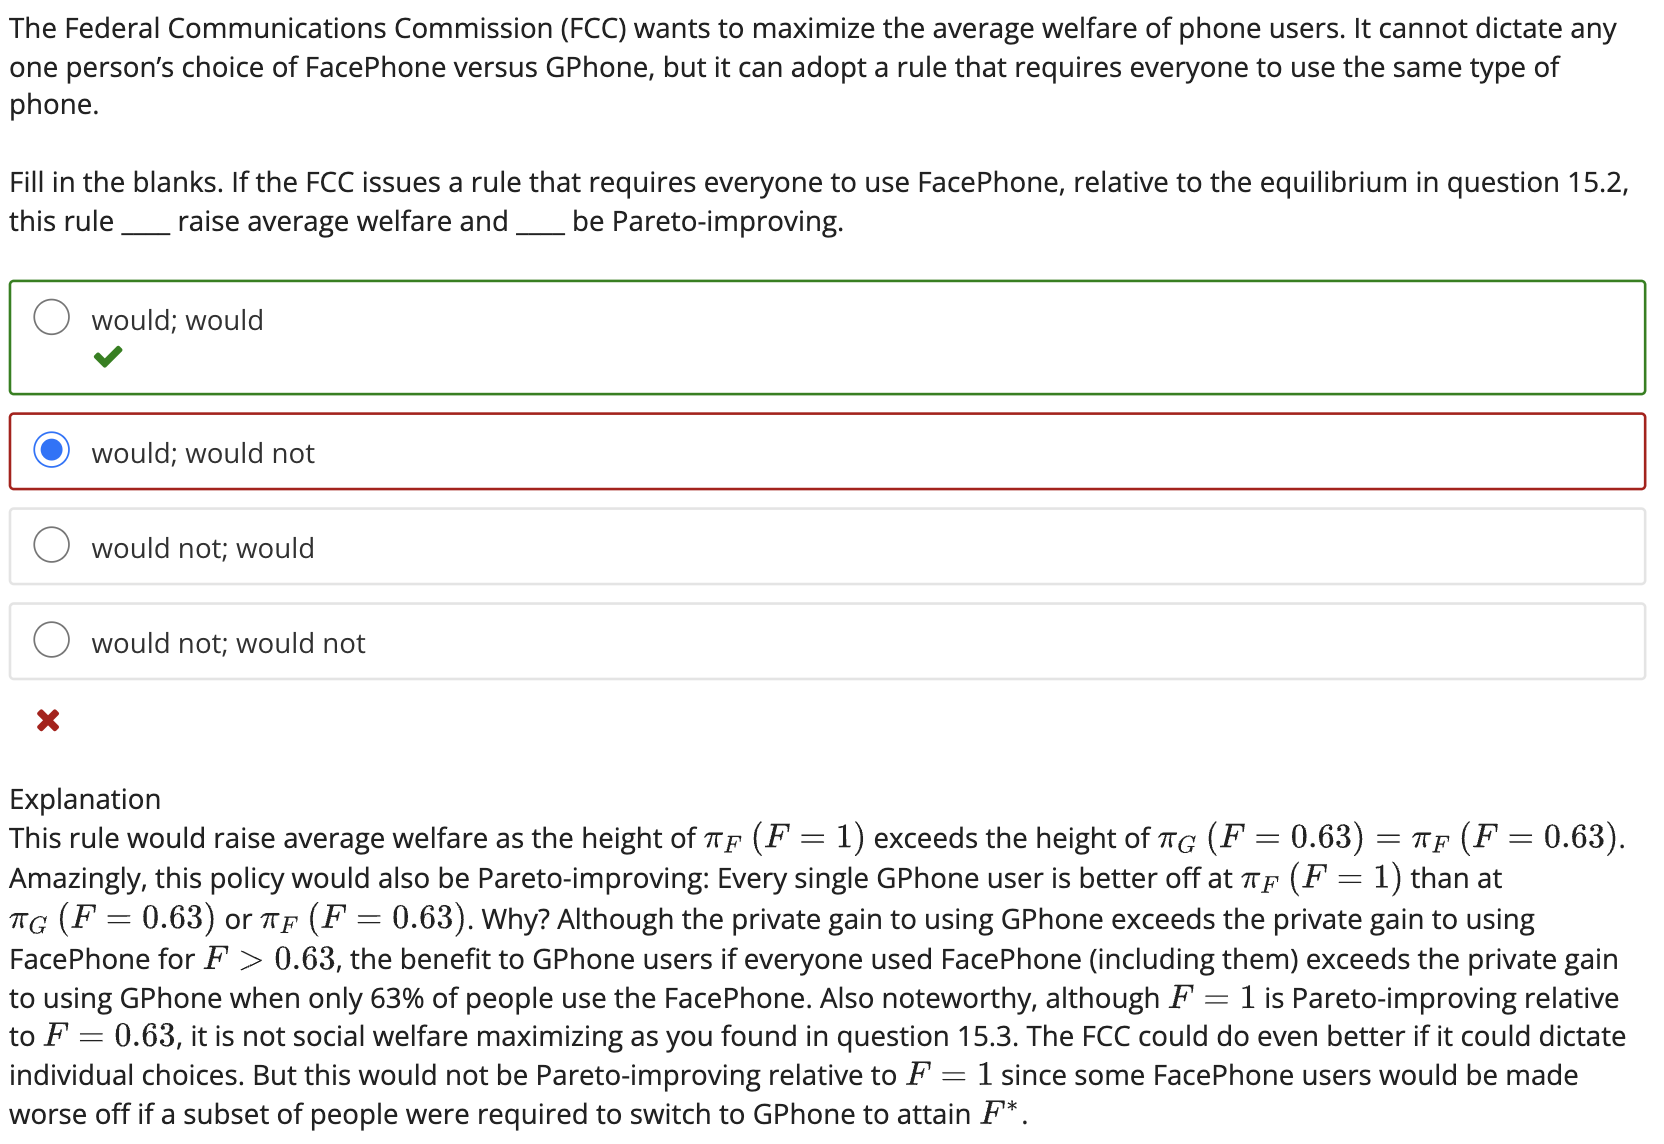 The Federal Communications Commission (FCC) wants to maximize the average welfare of phone users. It cannot dictate any
one person’s choice of FacePhone versus GPhone, but it can adopt a rule that requires everyone to use the same type of
phone.
Fill in the blanks. If the FCC issues a rule that requires everyone to use FacePhone, relative to the equilibrium in question 15.2,
this rule ____ raise average welfare and ____ be Pareto-improving.
would; would
would; would not
would not; would
would not; would not
Explanation
This rule would raise average welfare as the height of π_F (F = 1) exceeds the height of π_G (F = 0.63) = π_F (F = 0.63).
Amazingly, this policy would also be Pareto-improving: Every single GPhone user is better off at π_F (F = 1) than at
π_G (F = 0.63) or π_F (F = 0.63). Why? Although the private gain to using GPhone exceeds the private gain to using
FacePhone for F > 0.63, the benefit to GPhone users if everyone used FacePhone (including them) exceeds the private gain
to using GPhone when only 63% of people use the FacePhone. Also noteworthy, although F = 1 is Pareto-improving relative
to F = 0.63, it is not social welfare maximizing as you found in question 15.3. The FCC could do even better if it could dictate
individual choices. But this would not be Pareto-improving relative to F = 1 since some FacePhone users would be made
worse off if a subset of people were required to switch to GPhone to attain F*.